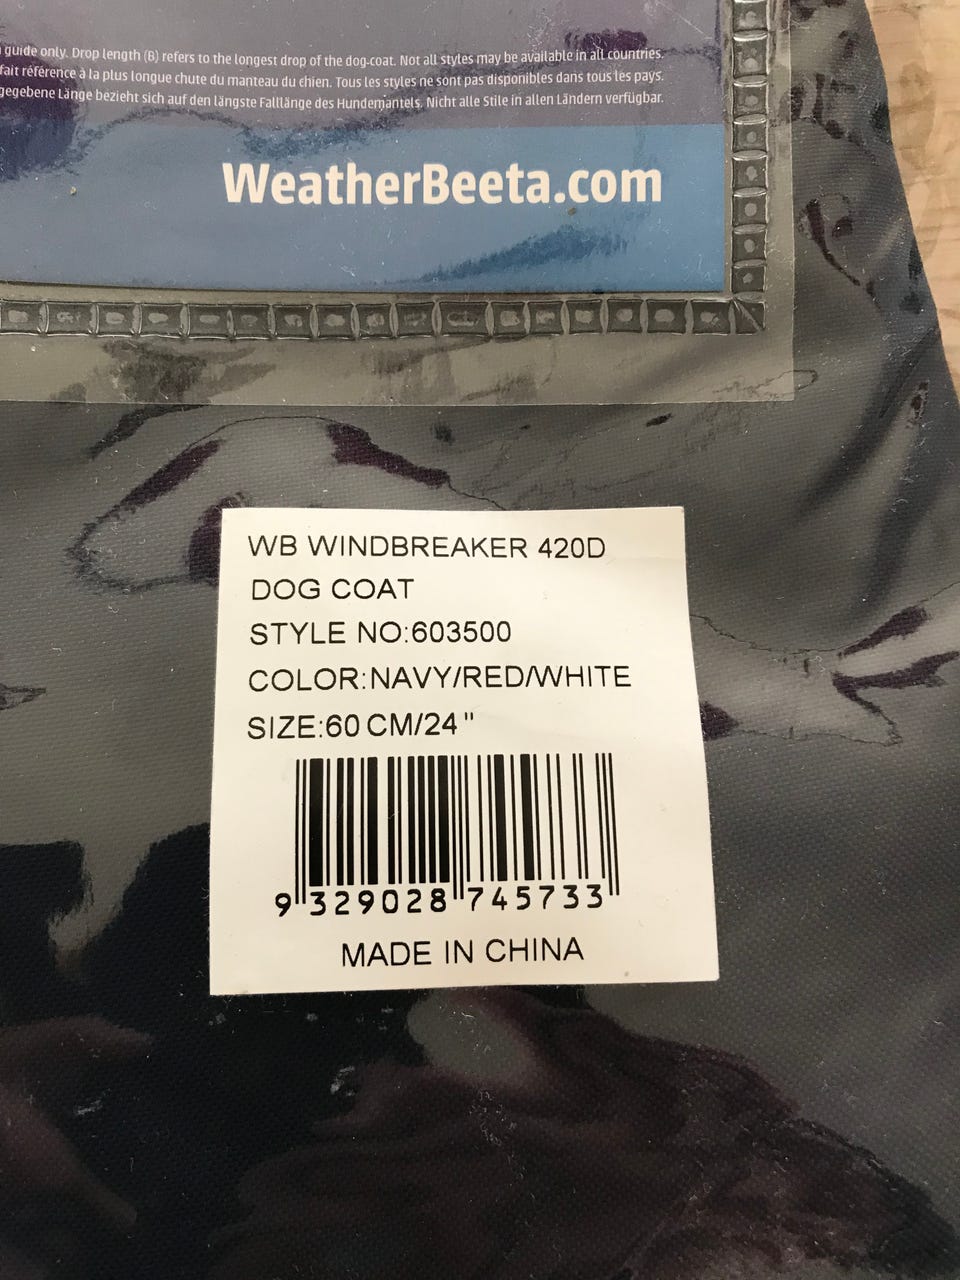 guide only. Drop length (B) refers to the longest drop of the dog-coat. Not all styles may be available in all countries.
fait référence à la plus longue chute du manteau du chien. Tous les styles ne sont pas disponibles dans tous les pays.
gegebene Länge bezieht sich auf den längste Falllänge des Hundemantels. Nicht alle Stile in allen Ländern verfügbar.
WeatherBeeta.com
WB WINDBREAKER 420D
DOG COAT
STYLE NO:603500
COLOR:NAVY/RED/WHITE
SIZE:60 CM/24"
9 329028 745733
MADE IN CHINA